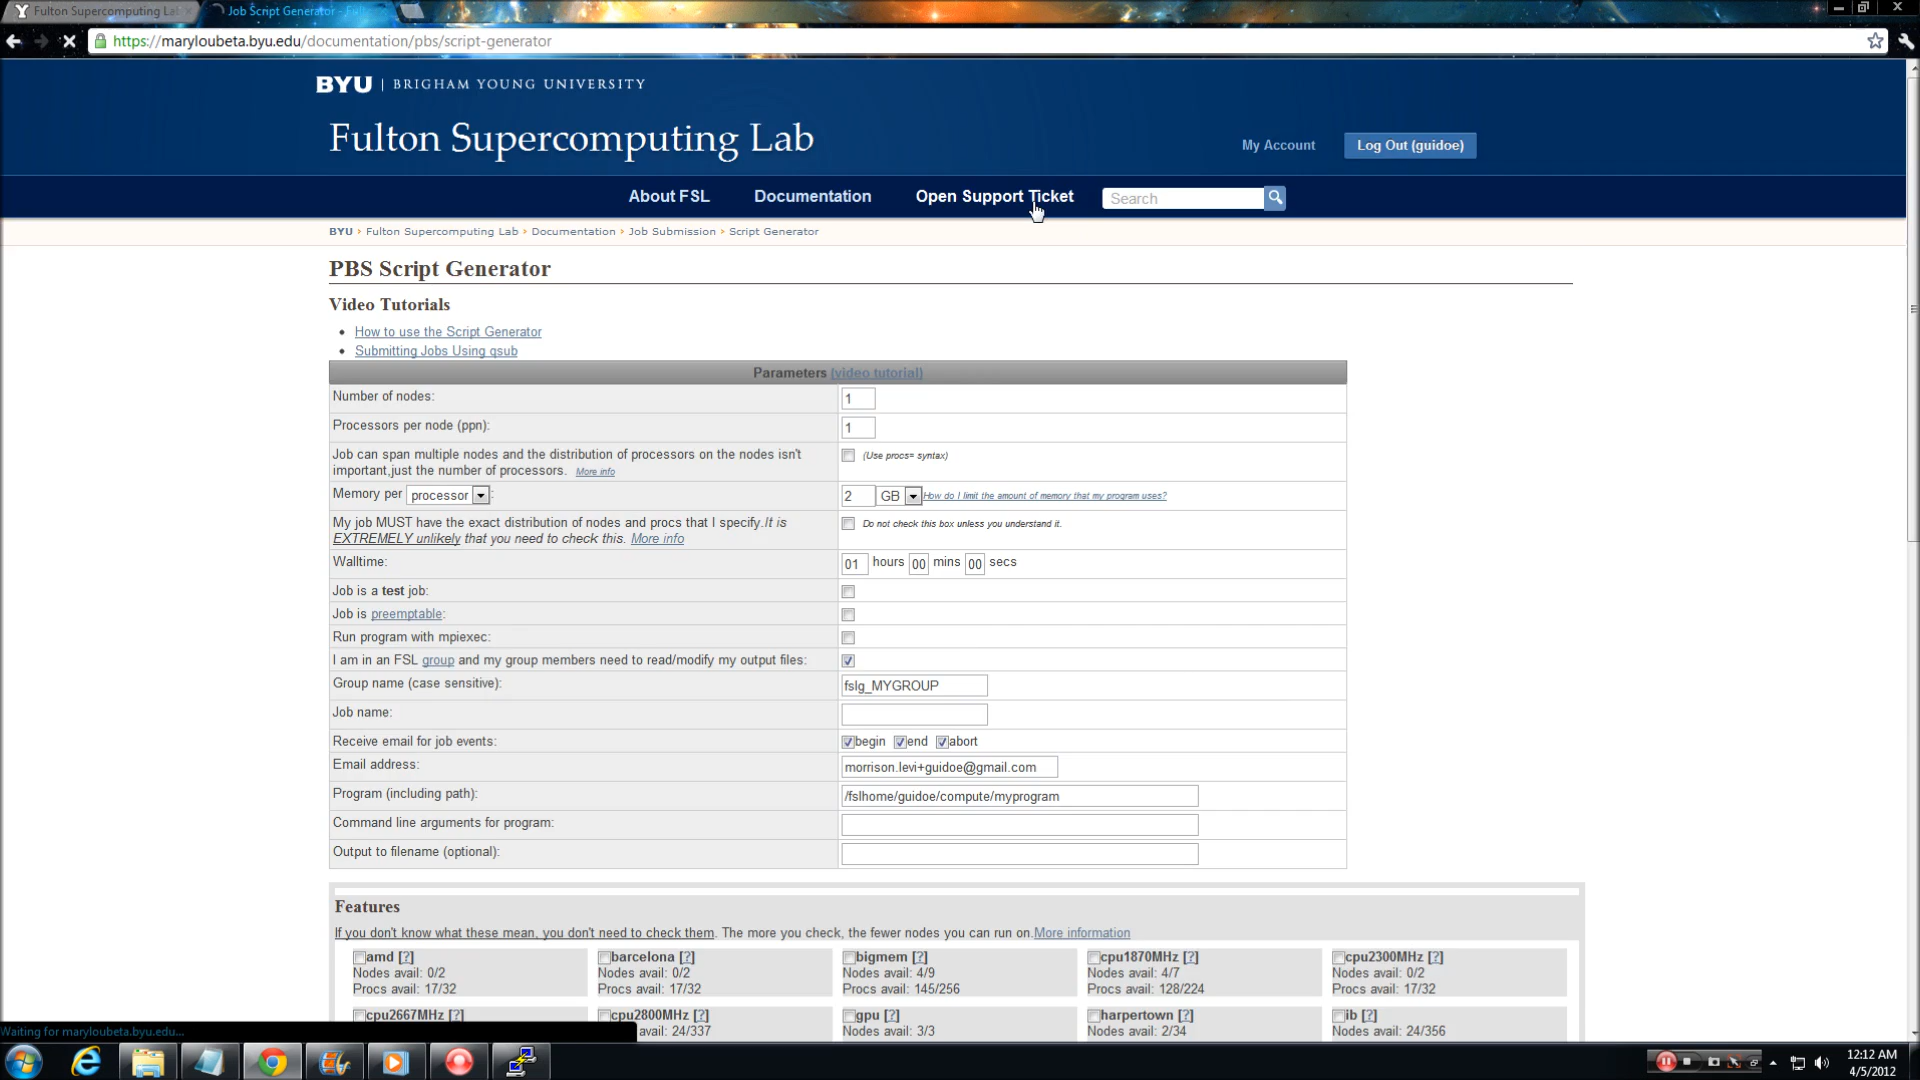 Fulton Supercomputing Lab
Job Script Generator - Ful
https://maryloubeta.byu.edu/documentation/pbs/script-generator
BYU | BRIGHAM YOUNG UNIVERSITY
Fulton Supercomputing Lab
My Account
Log Out (guidoe)
About FSL Documentation Open Support Ticket Search
BYU › Fulton Supercomputing Lab › Documentation › Job Submission › Script Generator
PBS Script Generator
Video Tutorials
• How to use the Script Generator
• Submitting Jobs Using qsub
Parameters (video tutorial)
Number of nodes: 1
Processors per node (ppn): 1
Job can span multiple nodes and the distribution of processors on the nodes isn't
important,just the number of processors. More info
(Use procs= syntax)
Memory per processor : 2 GB How do I limit the amount of memory that my program uses?
My job MUST have the exact distribution of nodes and procs that I specify.It is
EXTREMELY unlikely that you need to check this. More info
Do not check this box unless you understand it.
Walltime: 01 hours 00 mins 00 secs
Job is a test job:
Job is preemptable:
Run program with mpiexec:
I am in an FSL group and my group members need to read/modify my output files:
Group name (case sensitive): fslg_MYGROUP
Job name:
Receive email for job events: begin end abort
Email address: morrison.levi+guidoe@gmail.com
Program (including path): /fslhome/guidoe/compute/myprogram
Command line arguments for program:
Output to filename (optional):
Features
If you don't know what these mean, you don't need to check them. The more you check, the fewer nodes you can run on.More information
amd [?] barcelona [?] bigmem [?] cpu1870MHz [?] cpu2300MHz [?]
Nodes avail: 0/2 Nodes avail: 0/2 Nodes avail: 4/9 Nodes avail: 4/7 Nodes avail: 0/2
Procs avail: 17/32 Procs avail: 17/32 Procs avail: 145/256 Procs avail: 128/224 Procs avail: 17/32
cpu2667MHz [?] cpu2800MHz [?] gpu [?] harpertown [?] ib [?]
avail: 24/337 Nodes avail: 3/3 Nodes avail: 2/34 Nodes avail: 24/356
Waiting for maryloubeta.byu.edu...
12:12 AM
4/5/2012